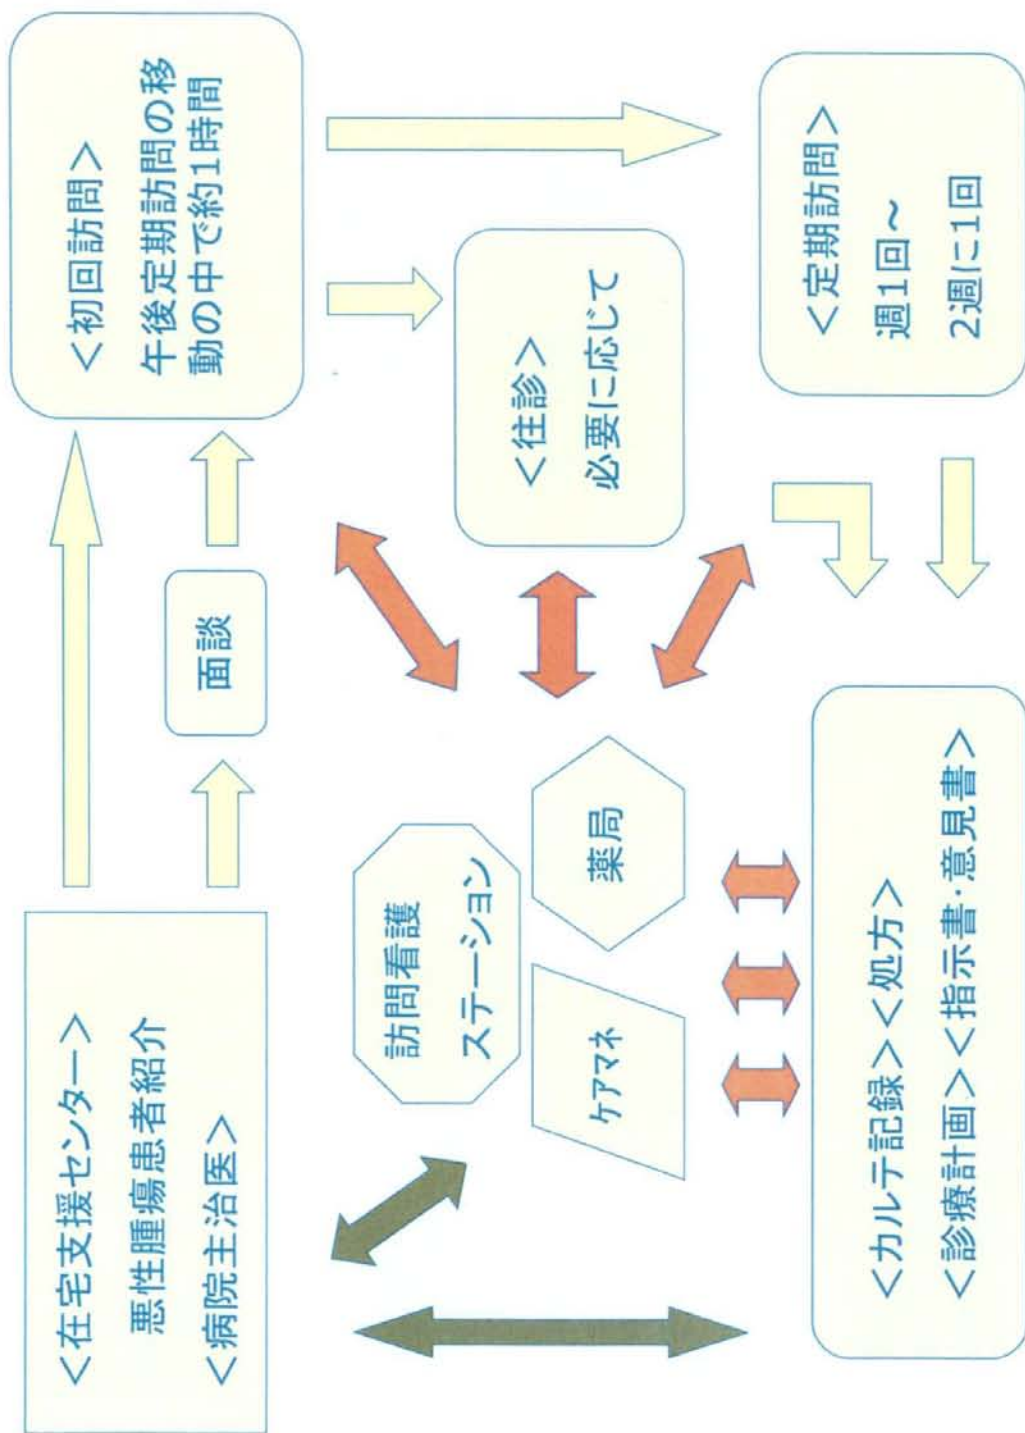 ＜在宅支援センター＞
悪性腫瘍患者紹介
＜病院主治医＞
面談
＜初回訪問＞
午後定期訪問の移
動の中で約1時間
訪問看護
ステーション
ケアマネ
薬局
＜往診＞
必要に応じて
＜カルテ記録＞＜処方＞
＜診療計画＞＜指示書・意見書＞
＜定期訪問＞
週1回～
2週に1回